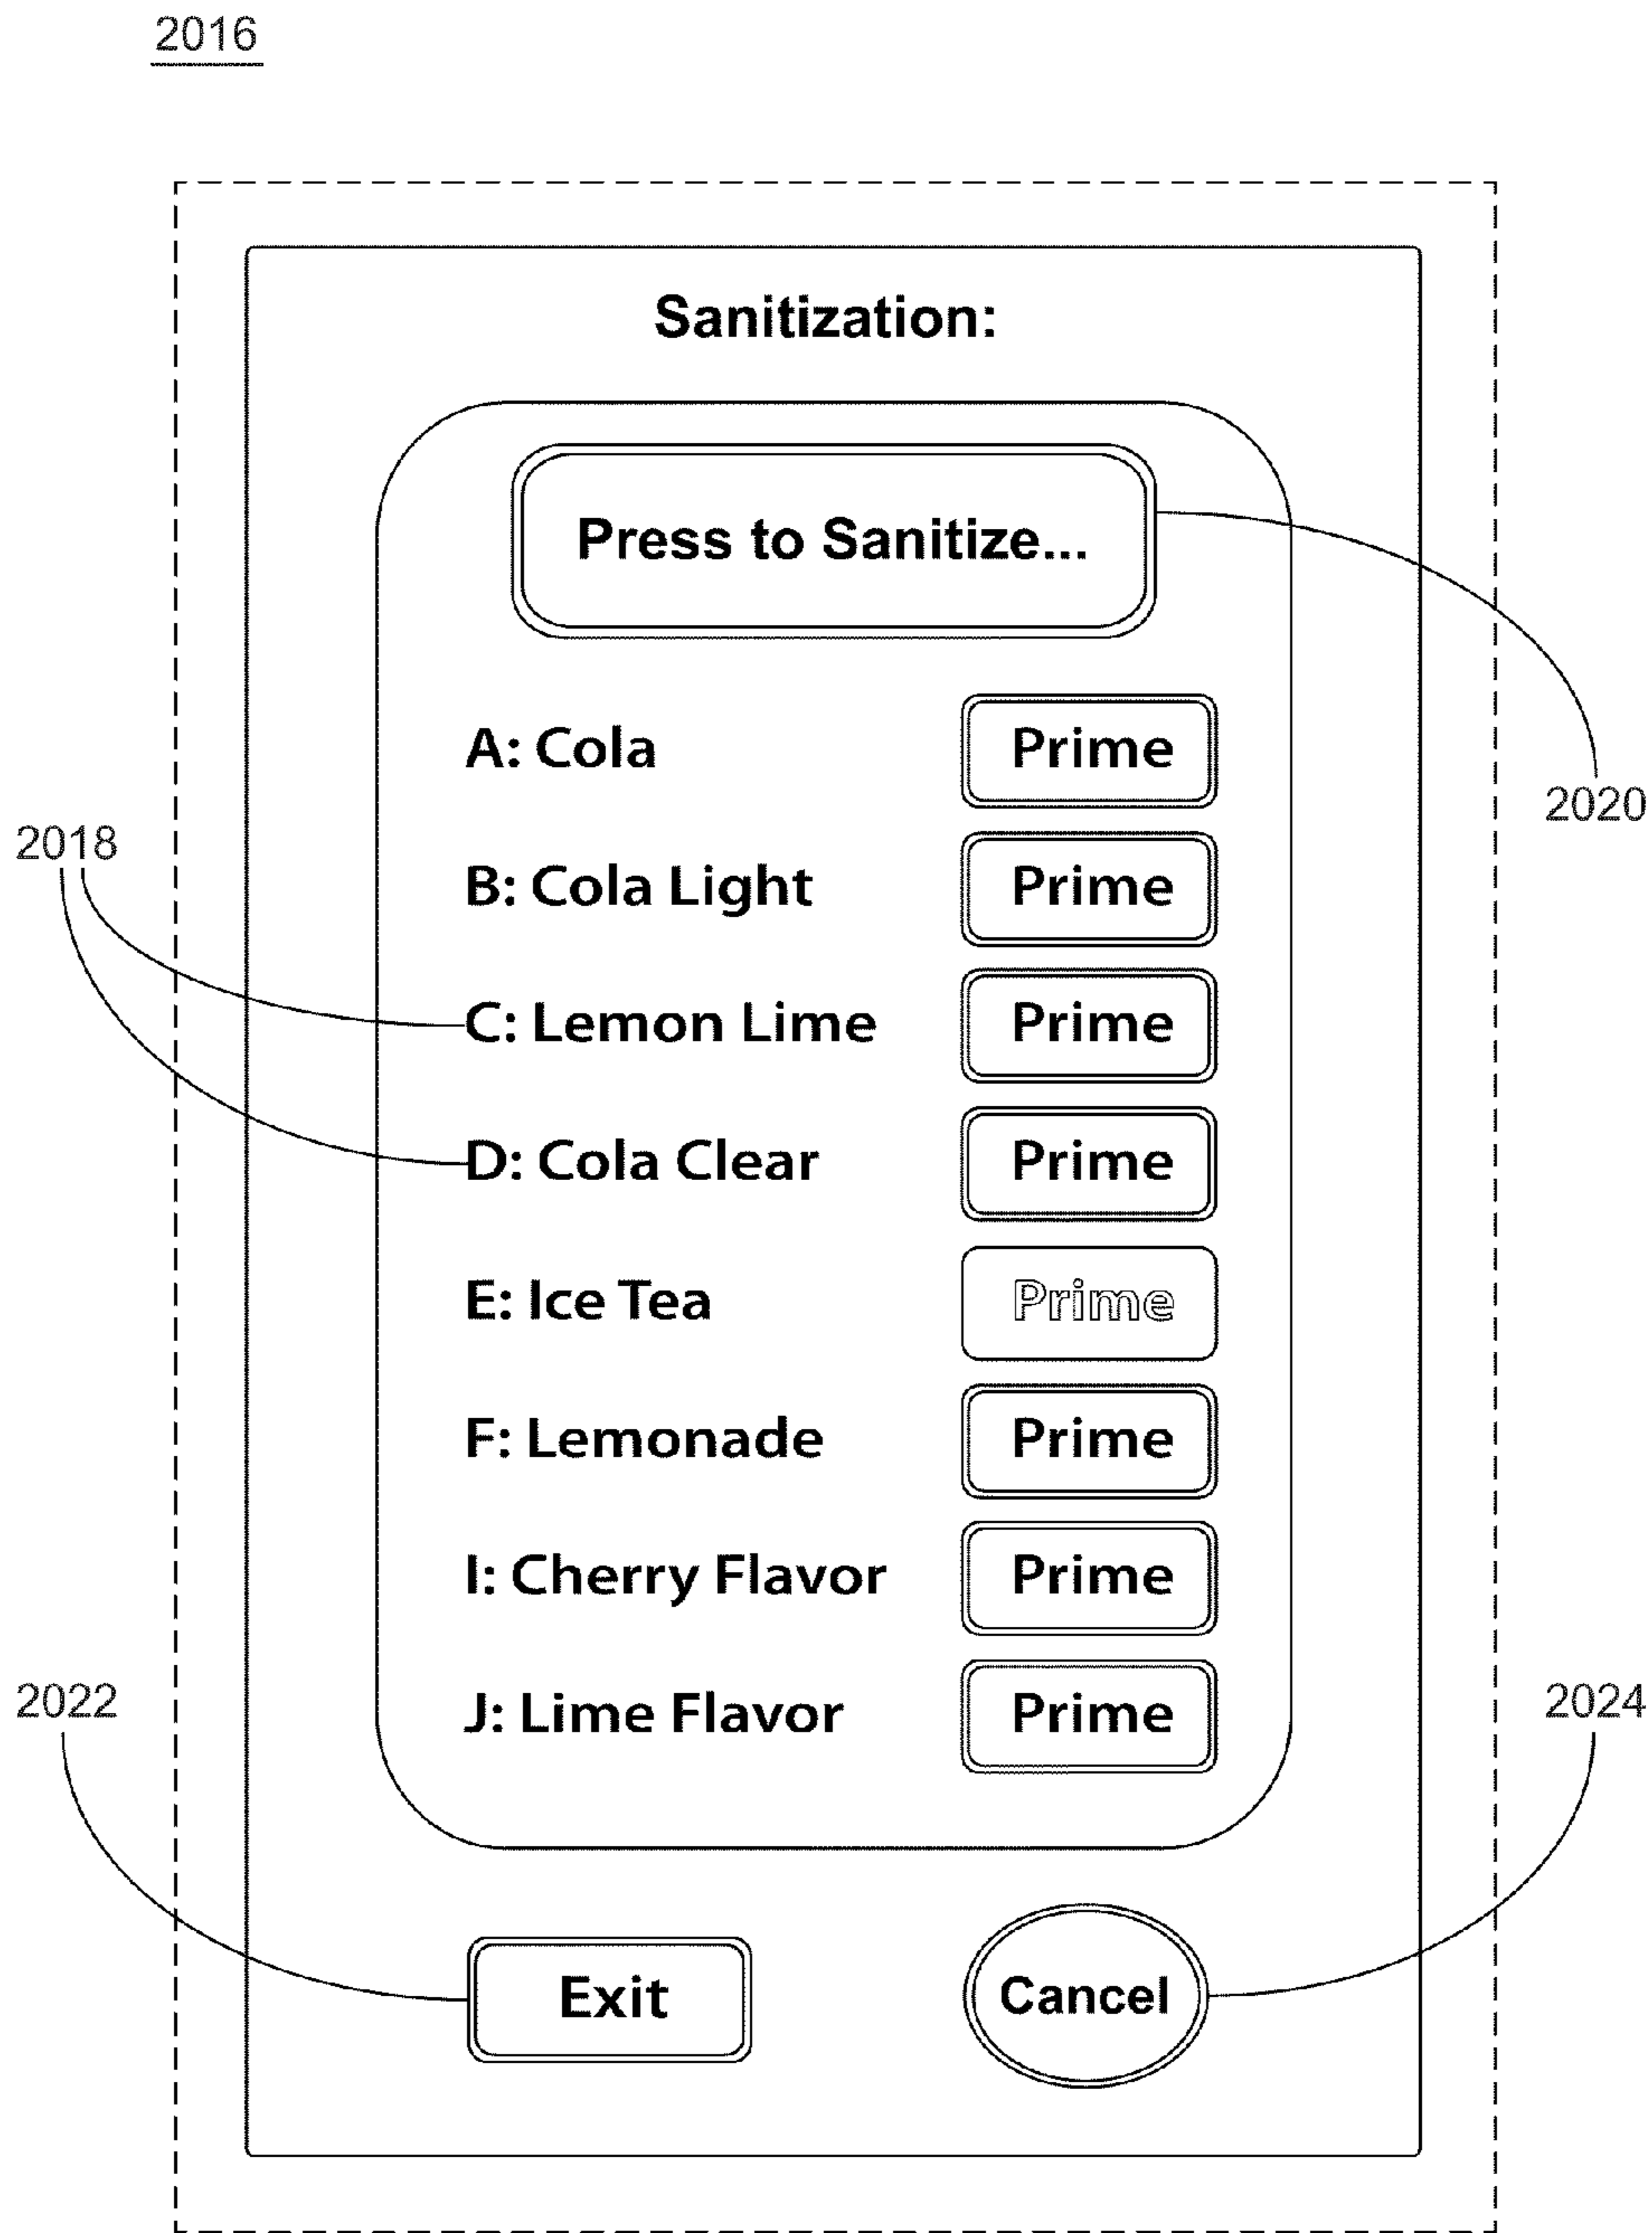 2016
Sanitization:
Press to Sanitize...
A: Cola Prime
2020
2018
B: Cola Light Prime
C: Lemon Lime Prime
D: Cola Clear Prime
E: Ice Tea Prime
F: Lemonade Prime
I: Cherry Flavor Prime
2022
J: Lime Flavor Prime
2024
Exit
Cancel